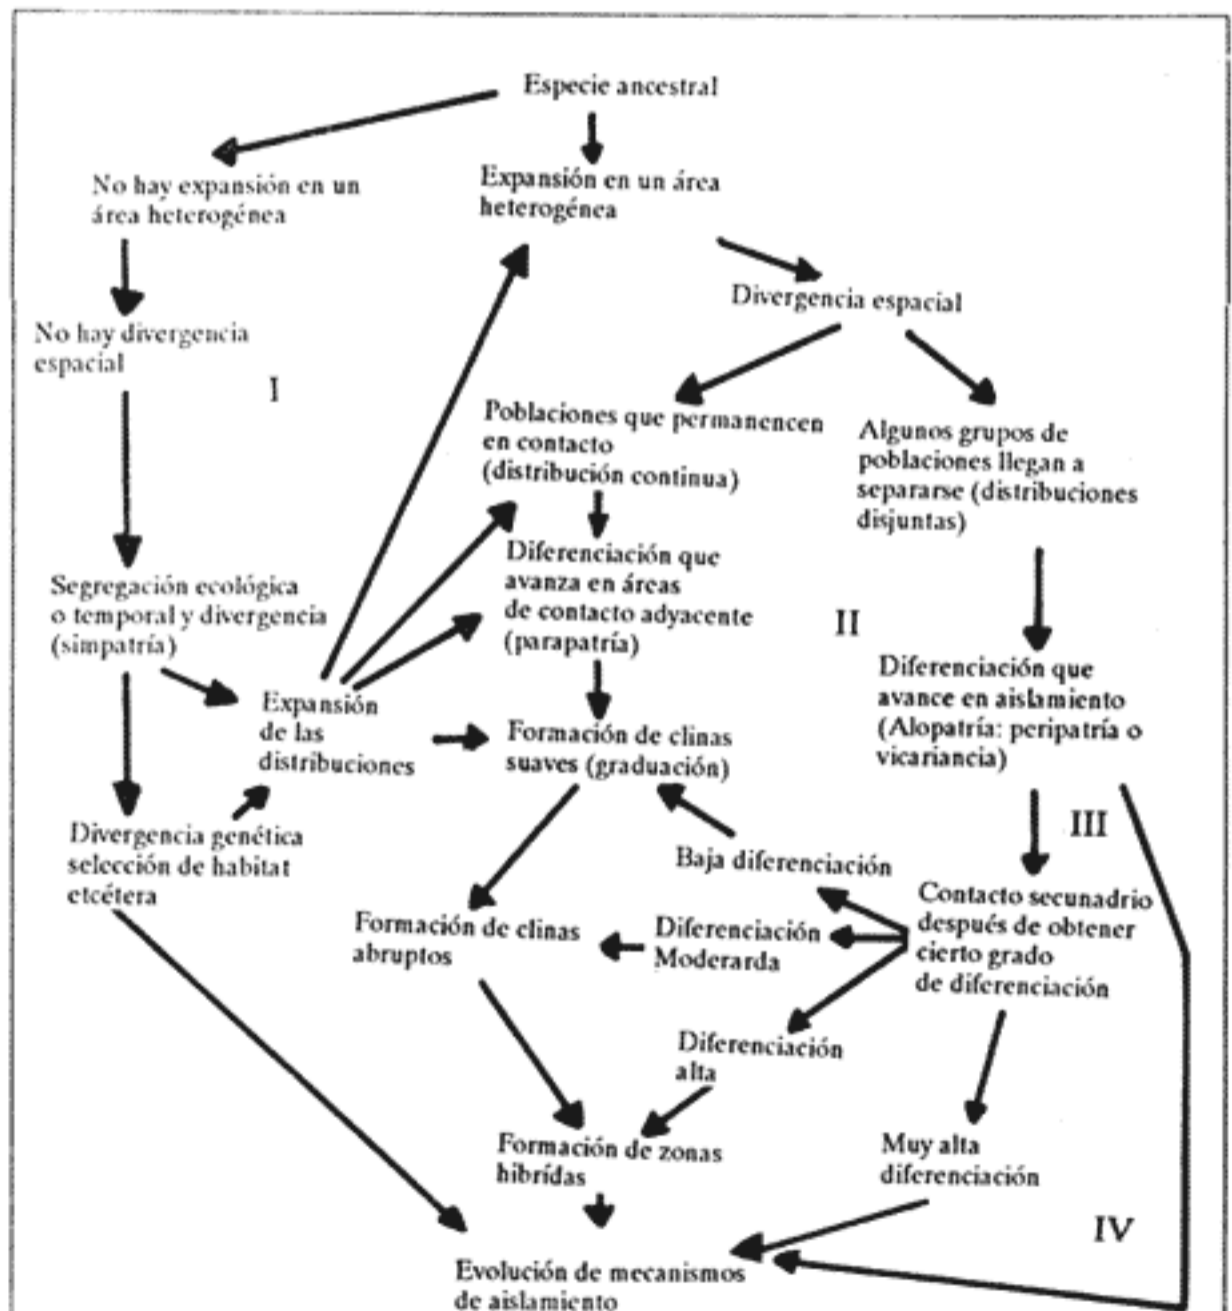 Especie ancestral
No hay expansión en un
área heterogénea
Expansión en un área
heterogénea
Divergencia espacial
No hay divergencia
espacial
I
Poblaciones que permanencen
en contacto
(distribución continua)
Algunos grupos de
poblaciones llegan a
separarse (distribuciones
disjuntas)
Diferenciación que
avanza en áreas
de contacto adyacente
(parapatría)
Segregación ecológica
o temporal y divergencia
(simpatría)
II
Diferenciación que
avance en aislamiento
(Alopatría: peripatría o
vicariancia)
Expansión
de las
distribuciones
Formación de clinas
suaves (graduación)
III
Divergencia genética
selección de habitat
etcétera
Baja diferenciación
Contacto secunadrio
después de obtener
cierto grado
de diferenciación
Formación de clinas
abruptos
Diferenciación
Moderarda
Diferenciación
alta
Formación de zonas
hibrídas
Muy alta
diferenciación
IV
Evolución de mecanismos
de aislamiento